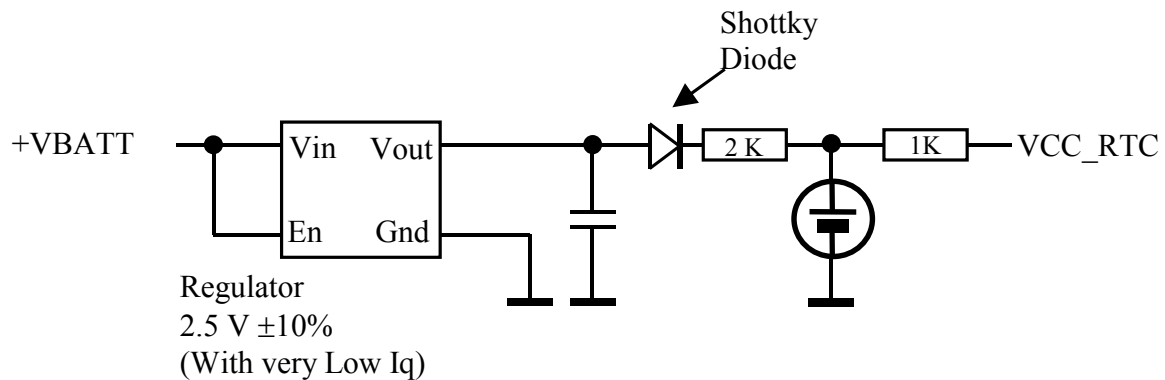 Shottky
Diode
+VBATT
Vin
Vout
2 K
1K
VCC_RTC
En
Gnd
Regulator
2.5 V ±10%
(With very Low Iq)